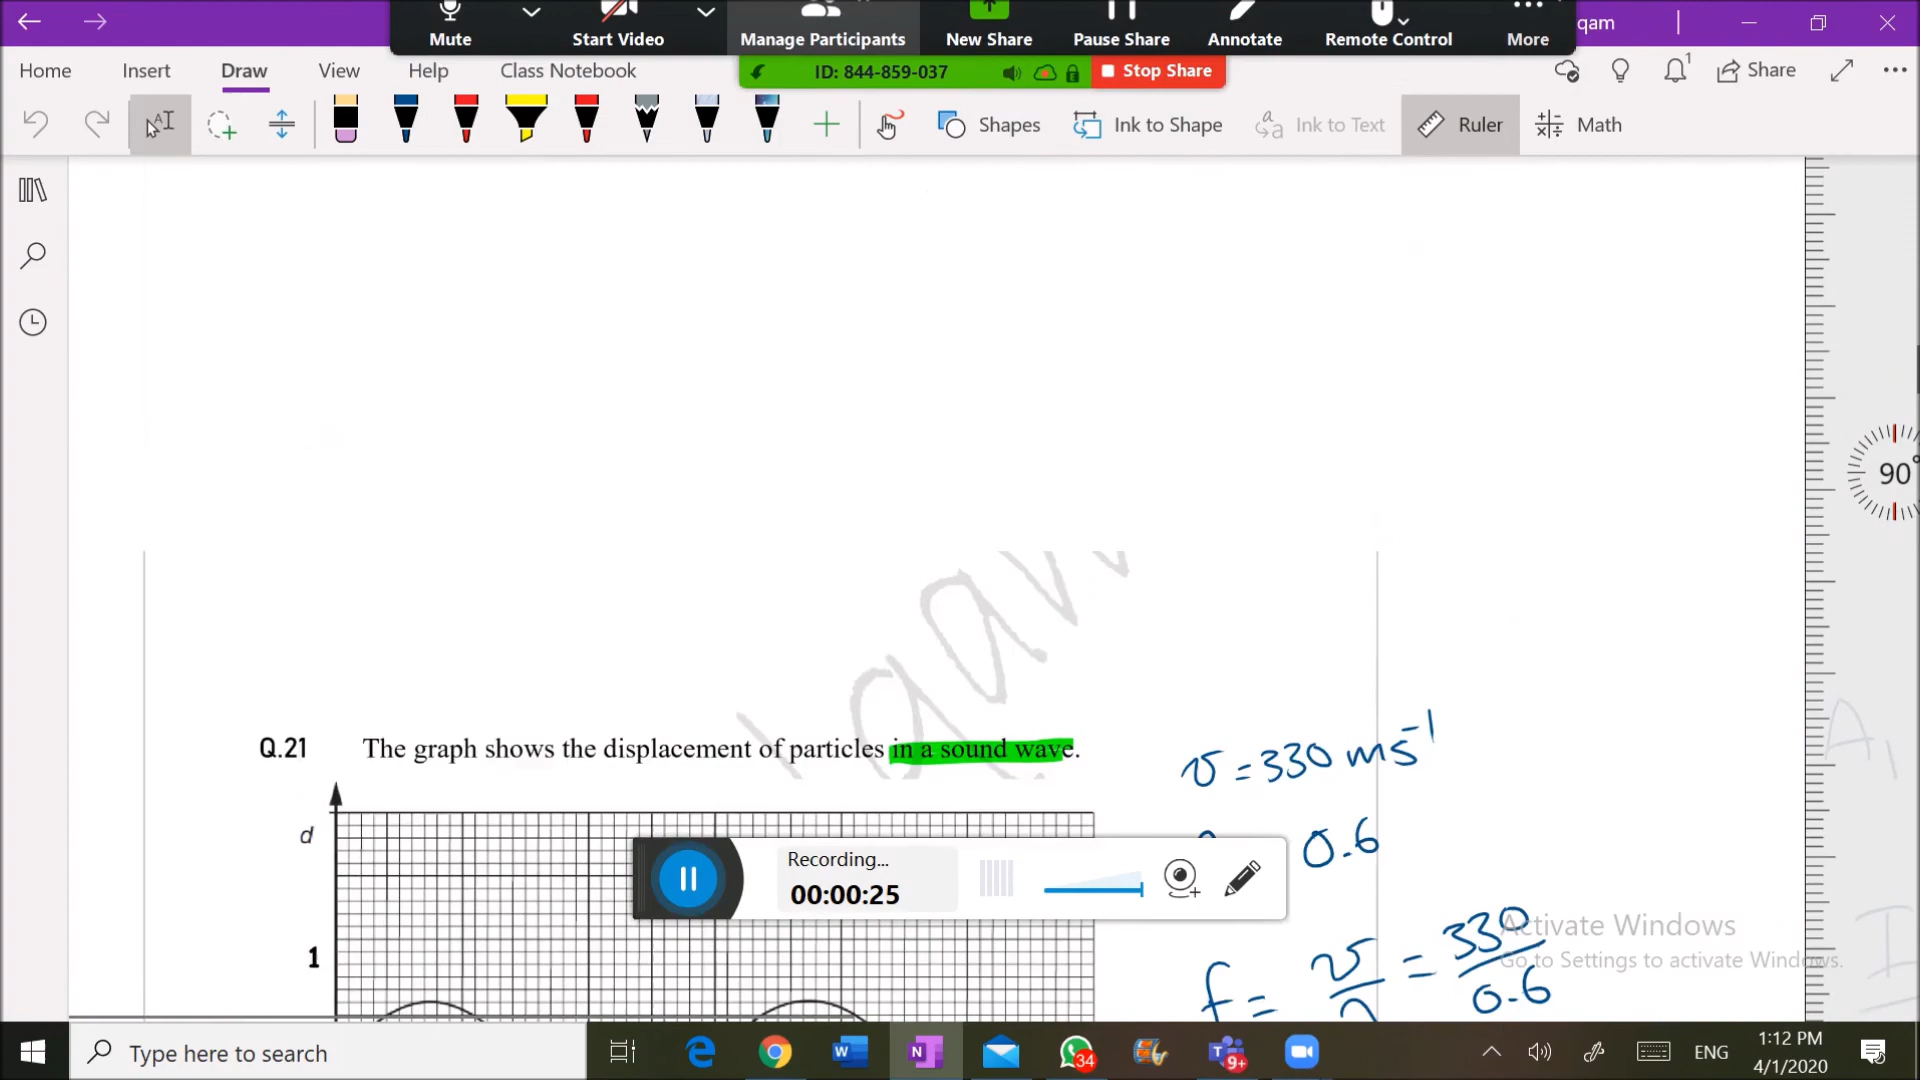 qam
Mute
Start Video
Manage Participants
New Share
Pause Share
Annotate
Remote Control
More
ID: 844-859-037
Stop Share
Home
Insert
Draw
View
Help
Class Notebook
1
Share
Shapes
Ink to Shape
Ink to Text
Ruler
Math
90°
Q.21 The graph shows the displacement of particles in a sound wave.
v = 330 ms⁻¹
d
0.6
Recording...
00:00:25
1
f = v/λ = 330/0.6
A₁
I
Activate Windows
Go to Settings to activate Windows.
Type here to search
34
9+
ENG
1:12 PM
4/1/2020